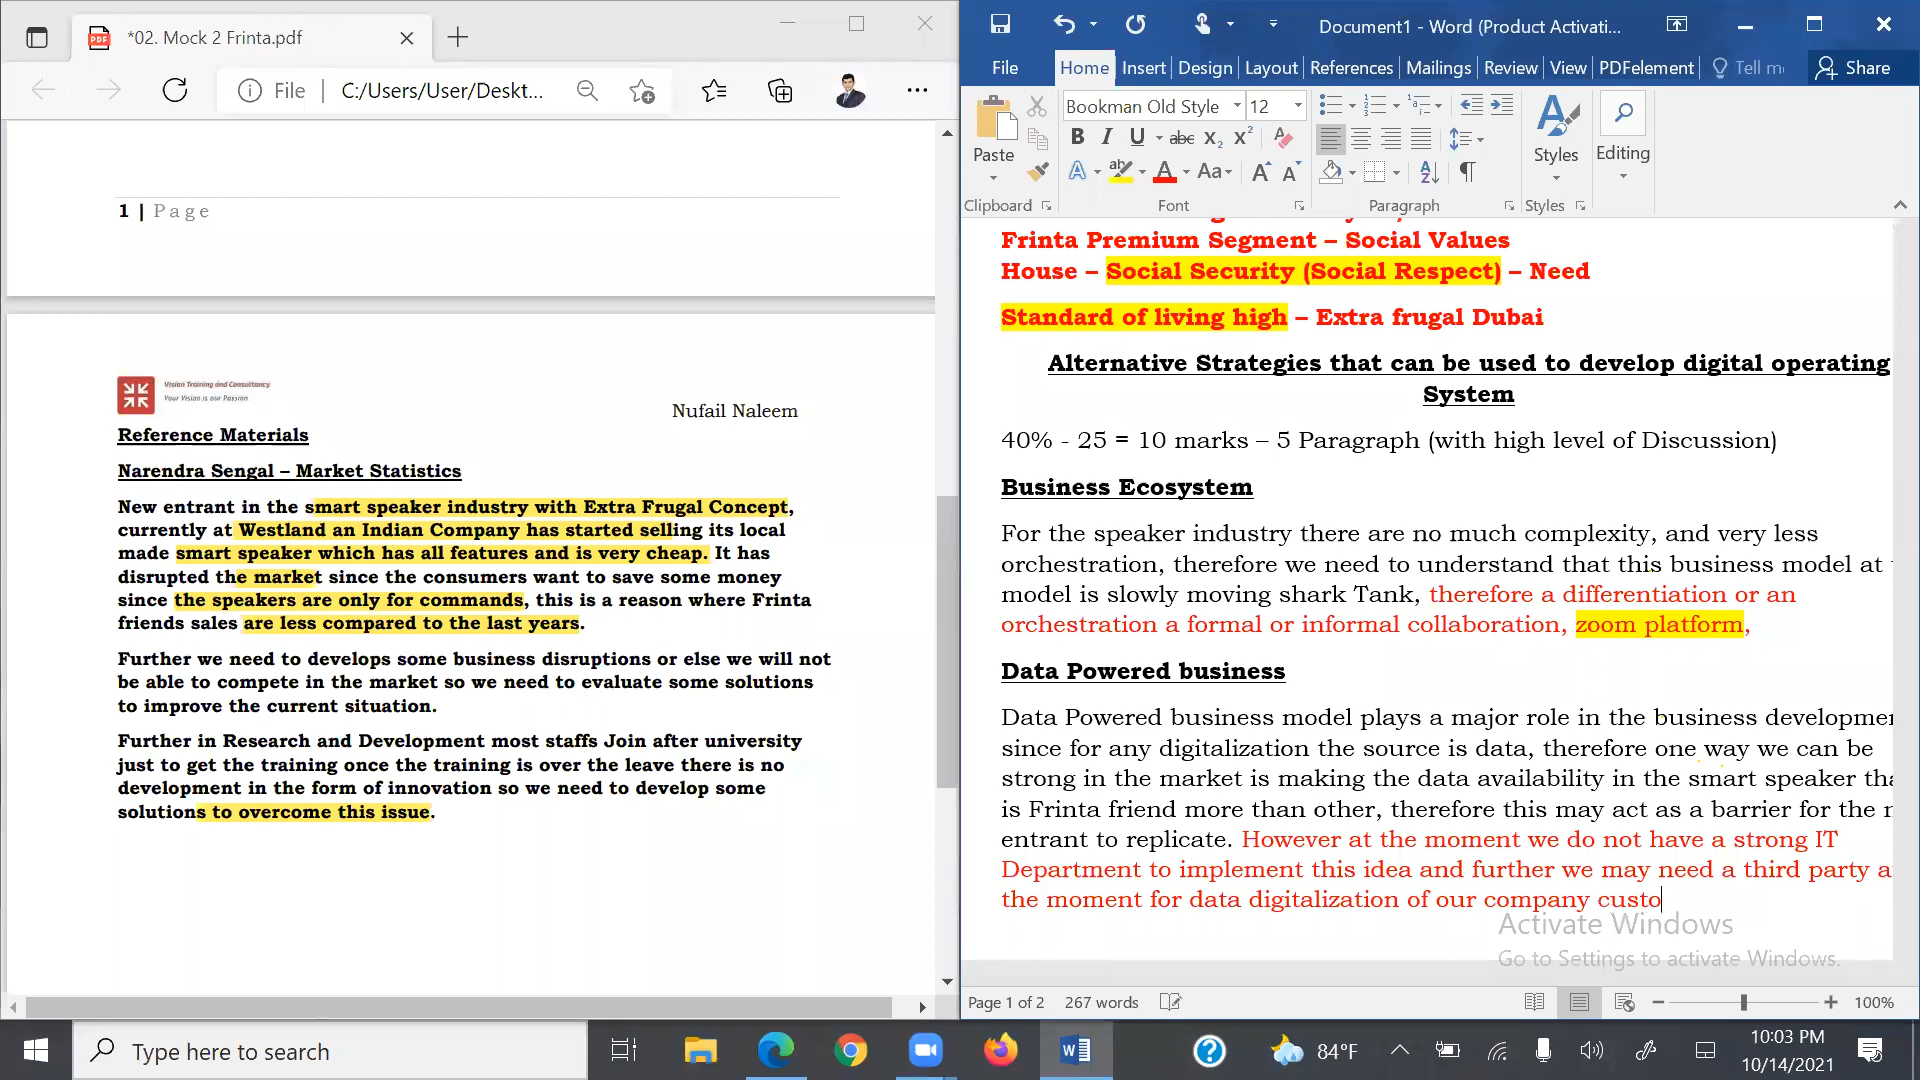 *02. Mock 2 Frinta.pdf
File
C:/Users/User/Deskt...
1 | Page
Vision Training and Consultancy
Your Vision is our Passion
Nufail Naleem
Reference Materials
Narendra Sengal – Market Statistics
New entrant in the smart speaker industry with Extra Frugal Concept,
currently at Westland an Indian Company has started selling its local
made smart speaker which has all features and is very cheap. It has
disrupted the market since the consumers want to save some money
since the speakers are only for commands, this is a reason where Frinta
friends sales are less compared to the last years.
Further we need to develops some business disruptions or else we will not
be able to compete in the market so we need to evaluate some solutions
to improve the current situation.
Further in Research and Development most staffs Join after university
just to get the training once the training is over the leave there is no
development in the form of innovation so we need to develop some
solutions to overcome this issue.
Document1 - Word (Product Activati...
File Home Insert Design Layout References Mailings Review View PDFelement Tell m Share
Bookman Old Style 12
Paste
Styles
Editing
Clipboard Font Paragraph Styles
Frinta Premium Segment – Social Values
House – Social Security (Social Respect) – Need
Standard of living high – Extra frugal Dubai
Alternative Strategies that can be used to develop digital operating
System
40% - 25 = 10 marks – 5 Paragraph (with high level of Discussion)
Business Ecosystem
For the speaker industry there are no much complexity, and very less
orchestration, therefore we need to understand that this business model at
model is slowly moving shark Tank, therefore a differentiation or an
orchestration a formal or informal collaboration, zoom platform,
Data Powered business
Data Powered business model plays a major role in the business developmen
since for any digitalization the source is data, therefore one way we can be
strong in the market is making the data availability in the smart speaker tha
is Frinta friend more than other, therefore this may act as a barrier for the
entrant to replicate. However at the moment we do not have a strong IT
Department to implement this idea and further we may need a third party a
the moment for data digitalization of our company custo
Activate Windows
Go to Settings to activate Windows.
Page 1 of 2 267 words 100%
Type here to search
84°F
10:03 PM
10/14/2021